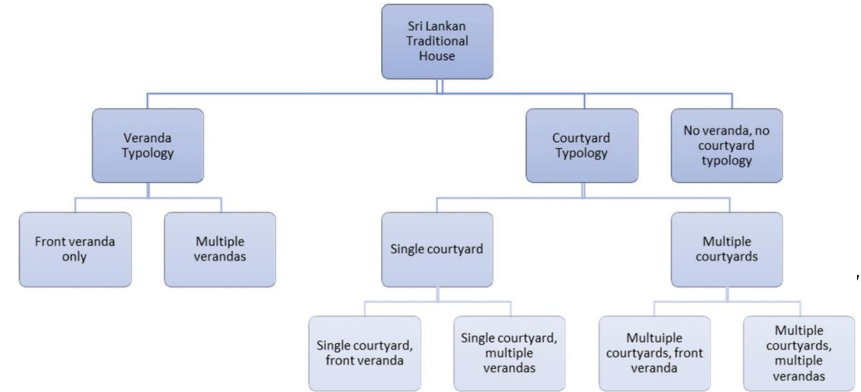 Sri Lankan
Traditional
House
Veranda
Typology
Courtyard
Typology
No veranda, no
courtyard
typology
Front veranda
only
Multiple
verandas
Single courtyard
Multiple
courtyards
Single courtyard,
front veranda
Single courtyard,
multiple
verandas
Multuiple
courtyards, front
veranda
Multiple
courtyards,
multiple
verandas